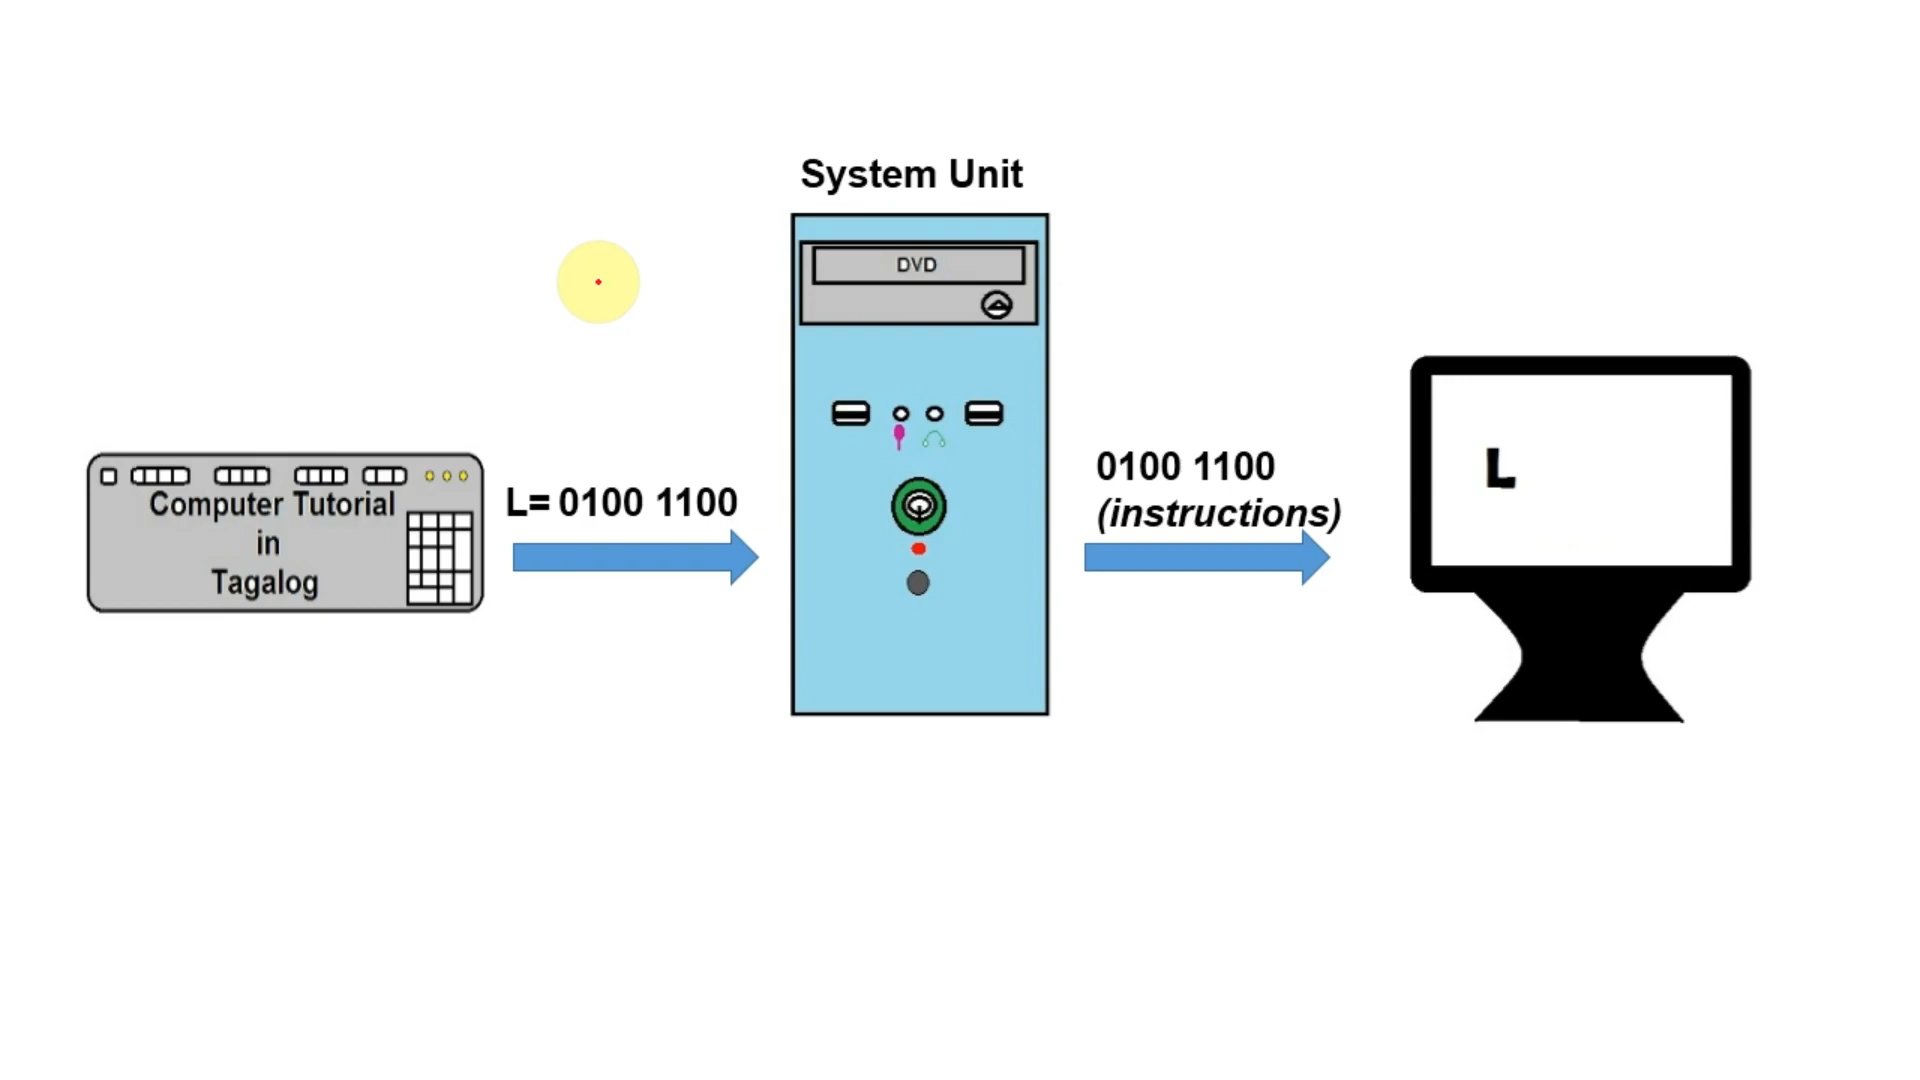 System Unit
DVD
Computer Tutorial
in
Tagalog
L= 0100 1100
0100 1100
(instructions)
L